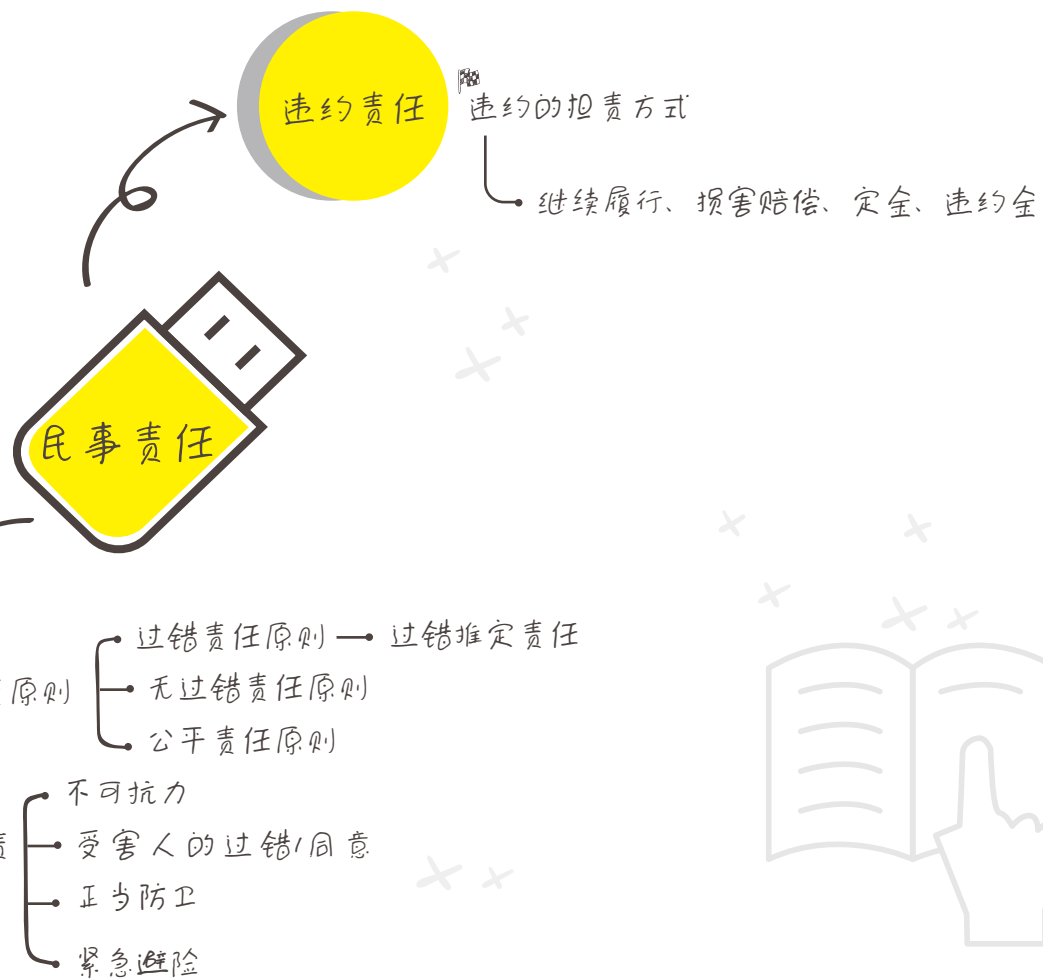 违约责任
违约的担责方式
继续履行、损害赔偿、定金、违约金
民事责任
过错责任原则
过错推定责任
原则
无过错责任原则
公平责任原则
不可抗力
责
受害人的过错/同意
正当防卫
紧急避险